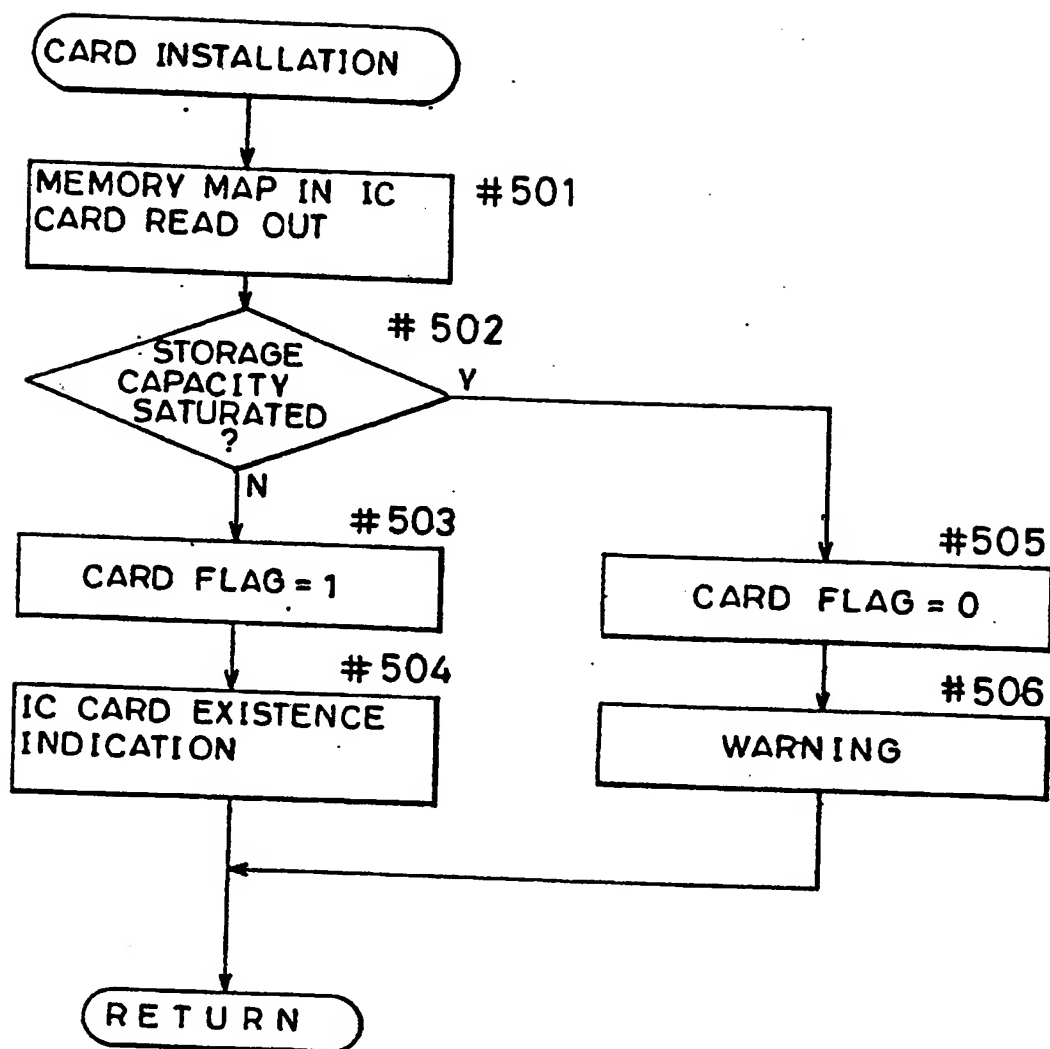 CARD INSTALLATION
MEMORY MAP IN IC
CARD READ OUT
#501
#502
STORAGE
CAPACITY
SATURATED
?
Y
N
#503
CARD FLAG = 1
#504
IC CARD EXISTENCE
INDICATION
#505
CARD FLAG = 0
#506
WARNING
RETURN